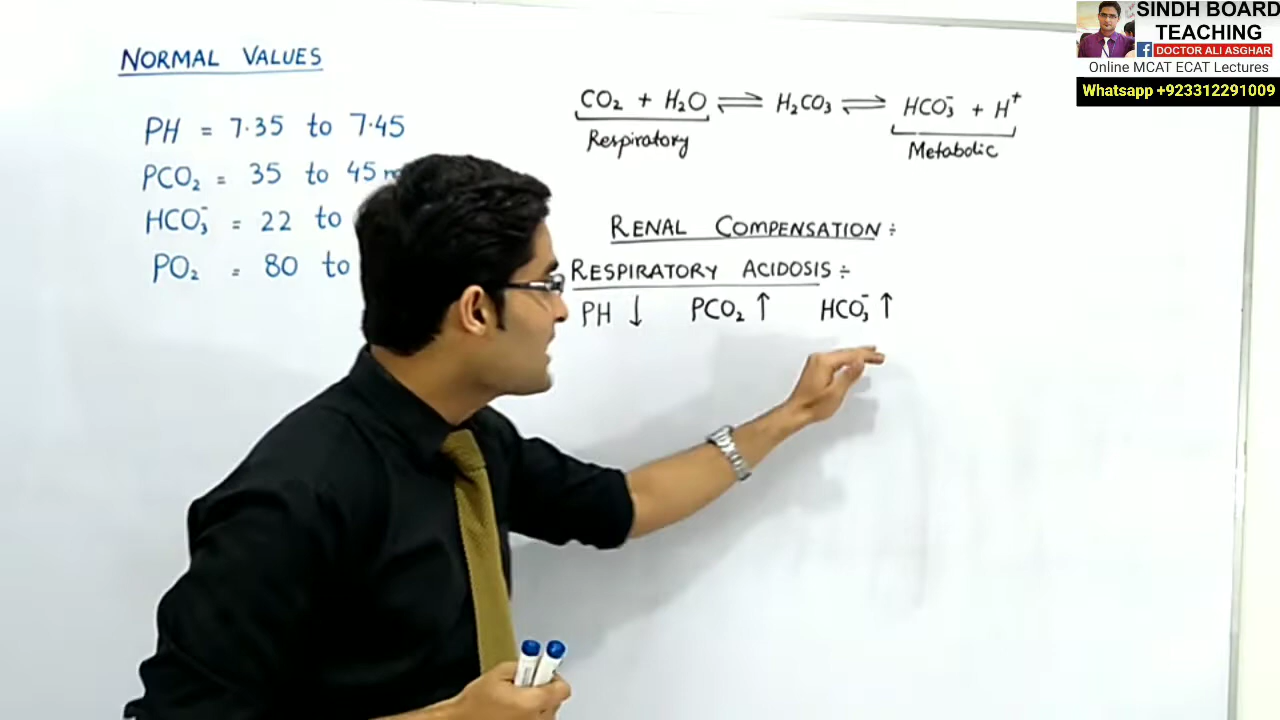 NORMAL VALUES
PH = 7.35 to 7.45
PCO₂ = 35 to 45
HCO₃⁻ = 22 to
PO₂ = 80 to
CO₂ + H₂O ⇌ H₂CO₃ ⇌ HCO₃⁻ + H⁺
Respiratory Metabolic
RENAL COMPENSATION ÷
RESPIRATORY ACIDOSIS ÷
PH ↓ PCO₂ ↑ HCO₃⁻ ↑
SINDH BOARD
TEACHING
f DOCTOR ALI ASGHAR
Online MCAT ECAT Lectures
Whatsapp +923312291009